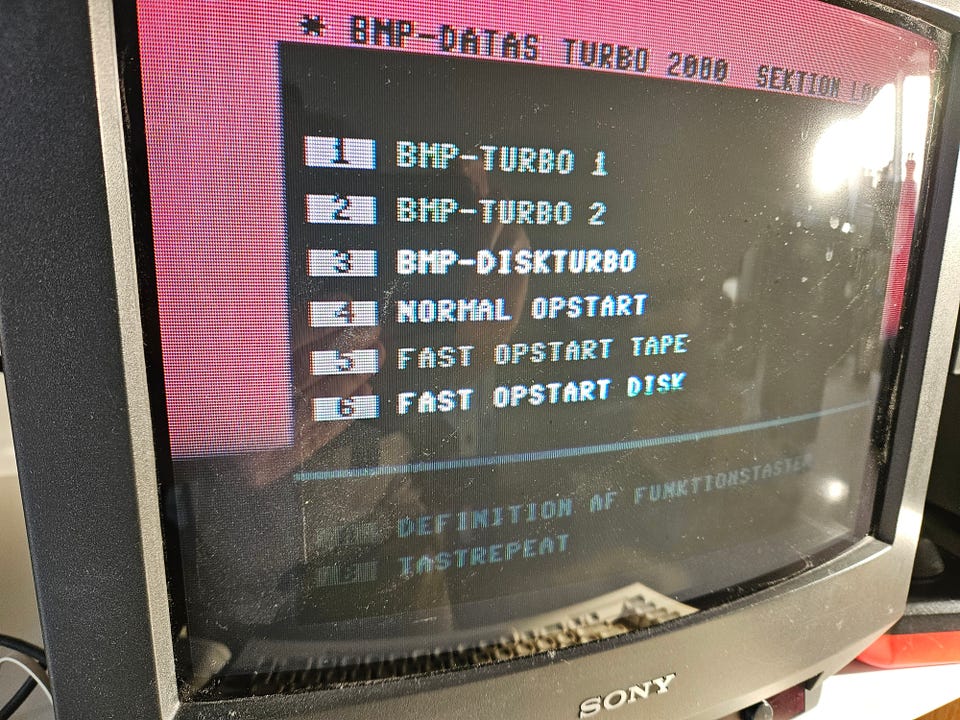 * BMP-DATAS TURBO 2000 SEKTION
1 BMP-TURBO 1
2 BMP-TURBO 2
3 BMP-DISKTURBO
4 NORMAL OPSTART
5 FAST OPSTART TAPE
6 FAST OPSTART DISK
DEFINITION AF FUNKTIONSTASTER
TASTREPEAT
SONY